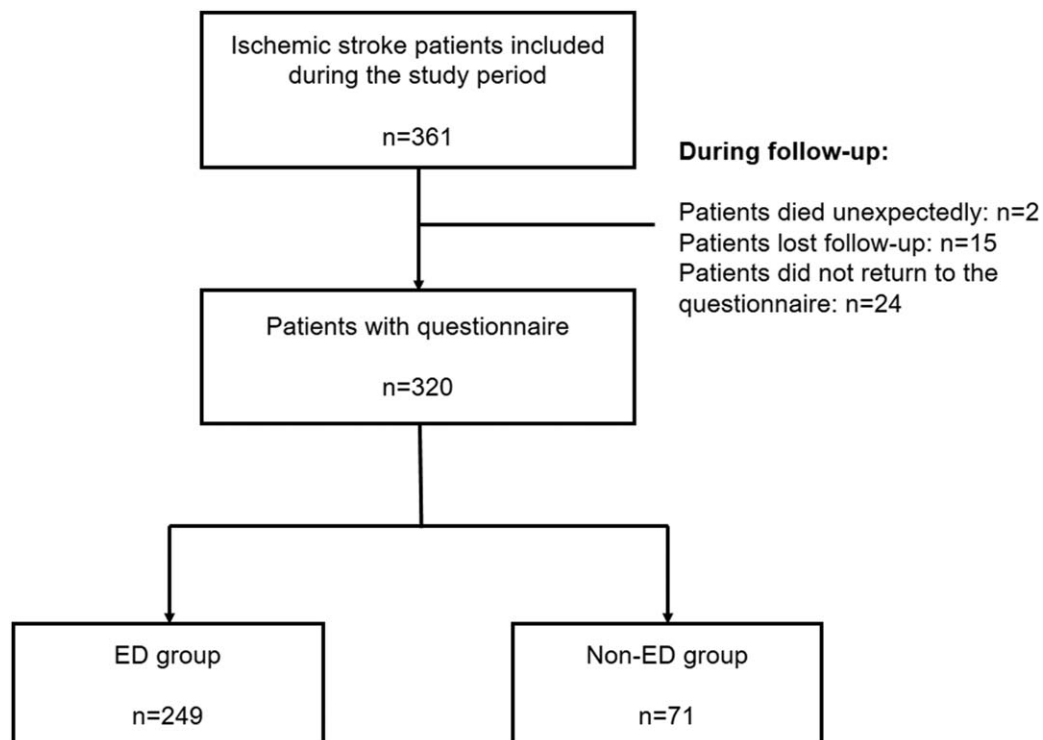 Ischemic stroke patients included
during the study period
n=361
During follow-up:
Patients died unexpectedly: n=2
Patients lost follow-up: n=15
Patients did not return to the
questionnaire: n=24
Patients with questionnaire
n=320
ED group
n=249
Non-ED group
n=71